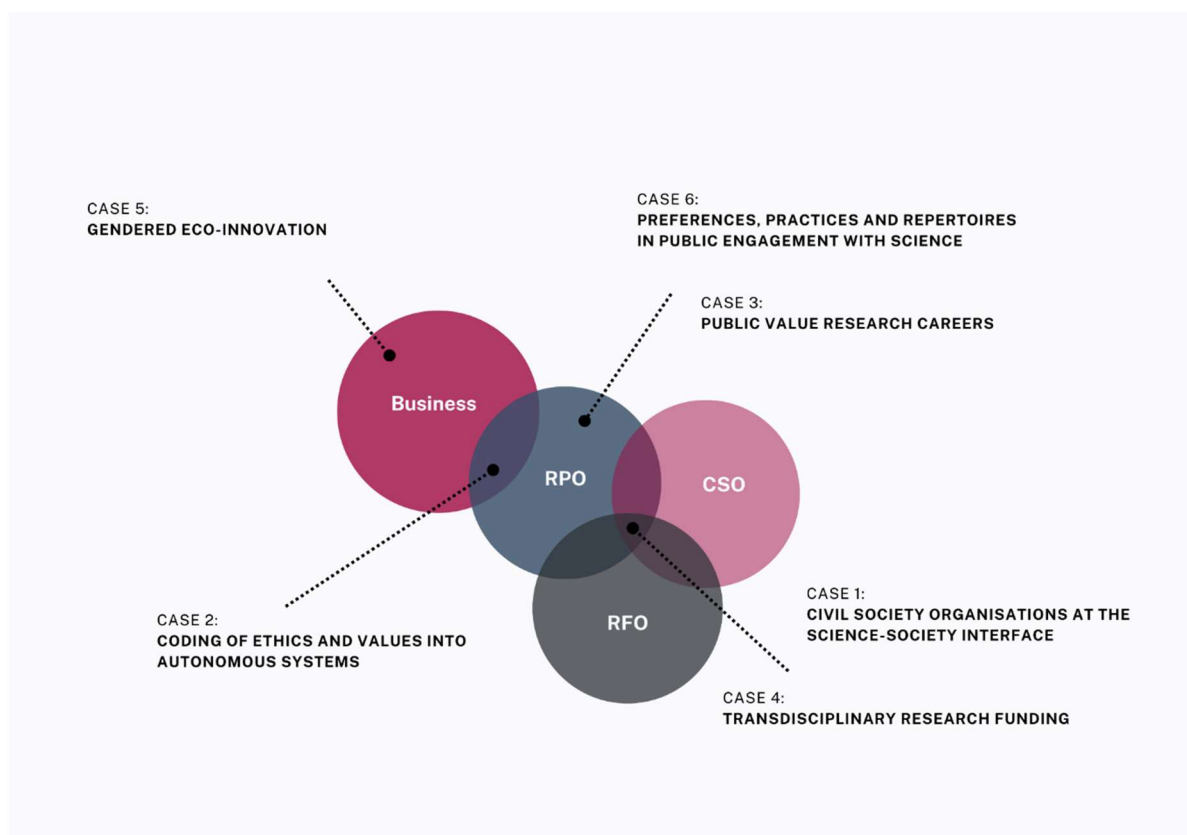 CASE 5:
GENDERED ECO-INNOVATION
CASE 6:
PREFERENCES, PRACTICES AND REPERTOIRES
IN PUBLIC ENGAGEMENT WITH SCIENCE
CASE 3:
PUBLIC VALUE RESEARCH CAREERS
Business
RPO
CSO
RFO
CASE 2:
CODING OF ETHICS AND VALUES INTO
AUTONOMOUS SYSTEMS
CASE 1:
CIVIL SOCIETY ORGANISATIONS AT THE
SCIENCE-SOCIETY INTERFACE
CASE 4:
TRANSDISCIPLINARY RESEARCH FUNDING